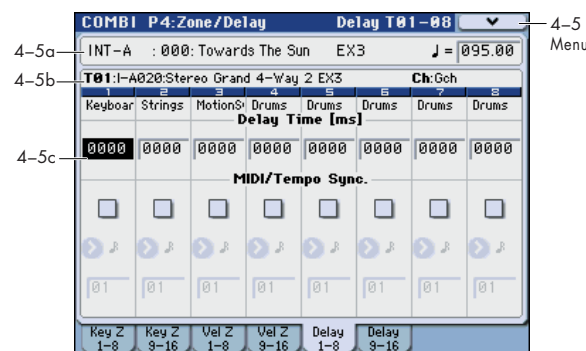 COMBI P4:Zone/Delay Delay T01-08
4–5
Menu
4–5a
INT-A : 000: Towards The Sun EX3 ♩= 095.00
4–5b
T01:I-A020:Stereo Grand 4-Way 2 EX3 Ch:Gch
1 2 3 4 5 6 7 8
Keyboar Strings MotionS Drums Drums Drums Drums Drums
Delay Time [ms]
4–5c
0000 0000 0000 0000 0000 0000 0000 0000
MIDI/Tempo Sync.
01 01 01 01 01 01 01 01
Key Z 1-8 Key Z 9-16 Vel Z 1-8 Vel Z 9-16 Delay 1-8 Delay 9-16